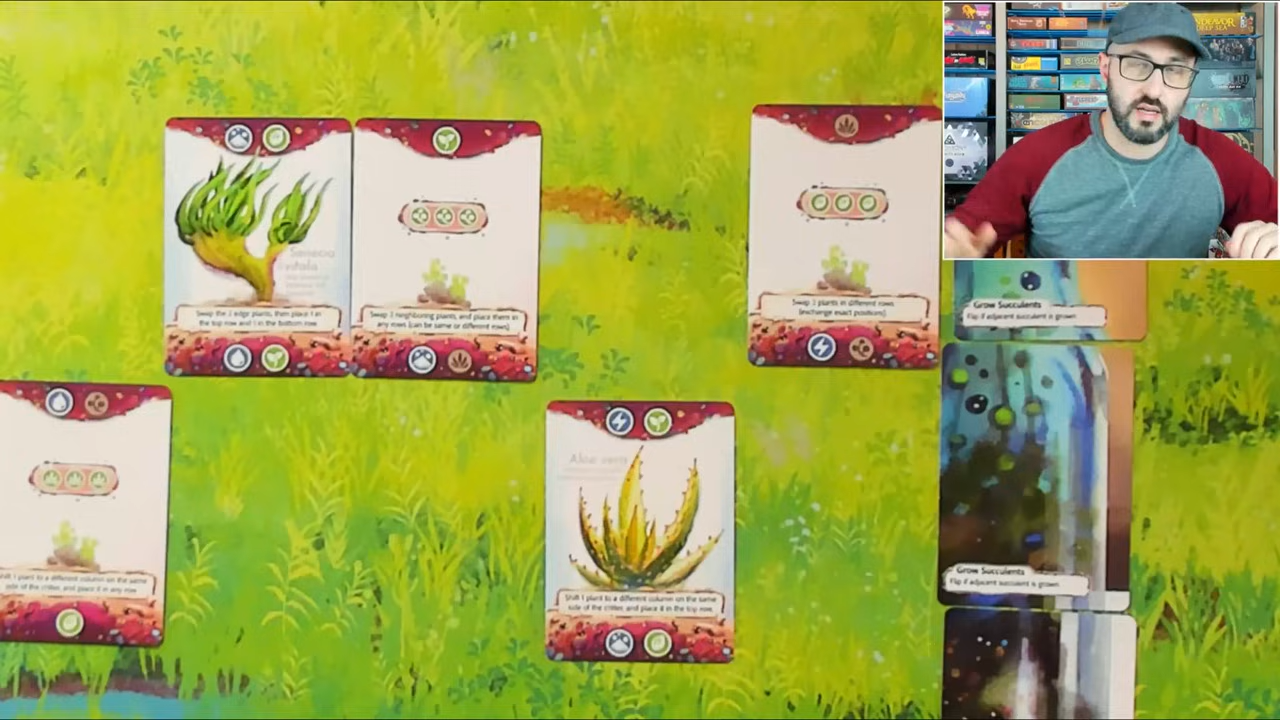 ENDEAVOR
DEEP SEA
Senecio
Swap the 2 edge plants, then place 1 in
the top row and 1 in the bottom row.
Swap 2 neighboring plants, and place them in
any rows (can be same or different rows).
Swap 2 plants in different rows
(exchange exact positions).
Grow Succulents
Flip if adjacent succulent is grown.
Shift 1 plant to a different column on the same
side of the critter, and place it in any row.
Aloe vera
Shift 1 plant to a different column on the same
side of the critter, and place it in the top row.
Grow Succulents
Flip if adjacent succulent is grown.